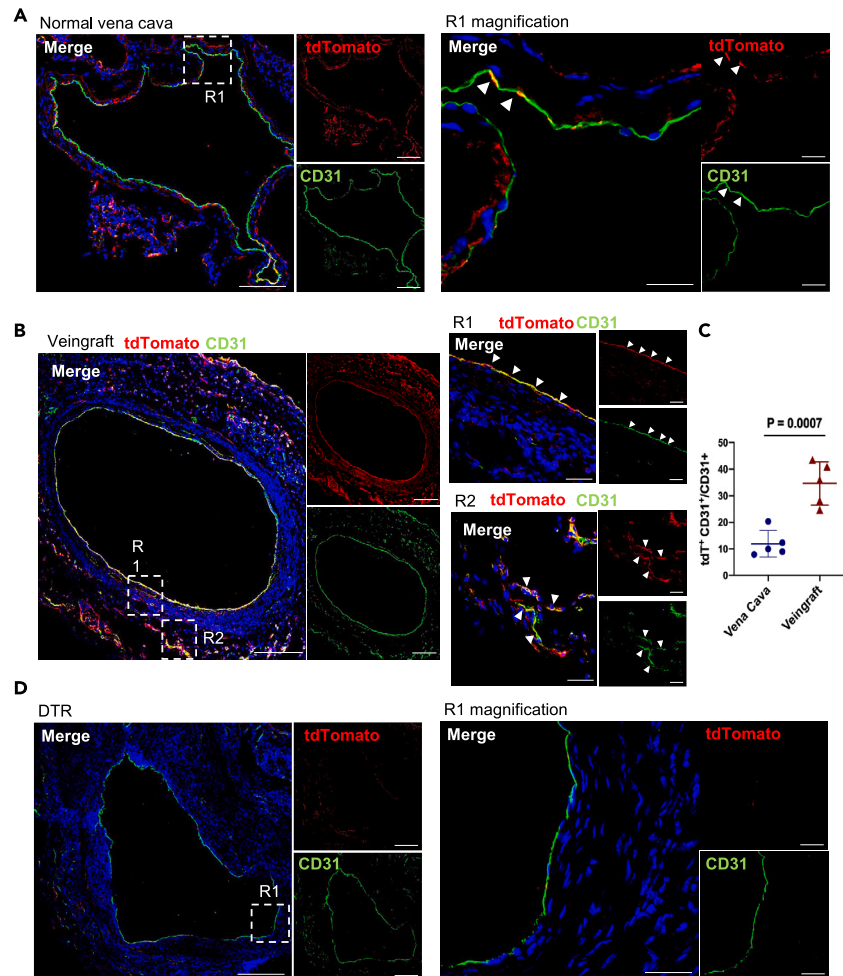 A
Normal vena cava
Merge
R1
tdTomato
CD31
R1 magnification
Merge
tdTomato
CD31
B
Veingraft tdTomato CD31
Merge
R
1
R2
R1 tdTomato CD31
Merge
R2 tdTomato CD31
Merge
C
P = 0.0007
tdT+ CD31+/CD31+
50
40
30
20
10
0
Vena Cava
Veingraft
D
DTR
Merge
R1
tdTomato
CD31
R1 magnification
Merge
tdTomato
CD31